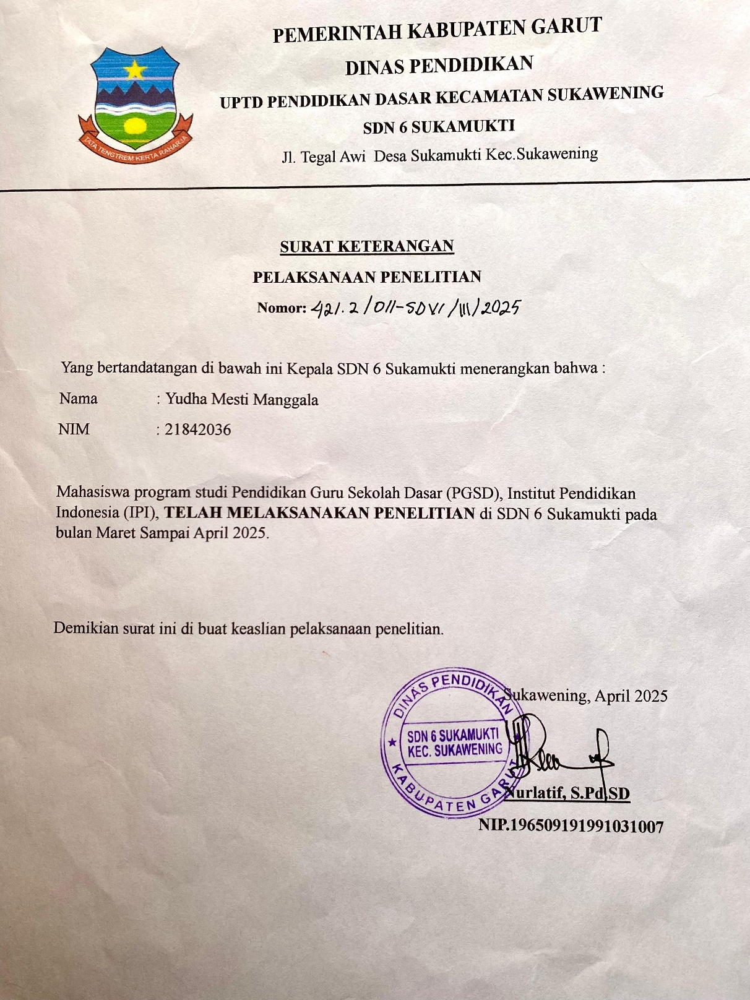 PEMERINTAH KABUPATEN GARUT
DINAS PENDIDIKAN
UPTD PENDIDIKAN DASAR KECAMATAN SUKAWENING
SDN 6 SUKAMUKTI
Jl. Tegal Awi Desa Sukamukti Kec.Sukawening
TATA TENGTREM KERTA RAHARJA
SURAT KETERANGAN
PELAKSANAAN PENELITIAN
Nomor: 421.2/011-SDVI/III/2025
Yang bertandatangan di bawah ini Kepala SDN 6 Sukamukti menerangkan bahwa :
Nama : Yudha Mesti Manggala
NIM : 21842036
Mahasiswa program studi Pendidikan Guru Sekolah Dasar (PGSD), Institut Pendidikan
Indonesia (IPI), TELAH MELAKSANAKAN PENELITIAN di SDN 6 Sukamukti pada
bulan Maret Sampai April 2025.
Demikian surat ini di buat keaslian pelaksanaan penelitian.
Sukawening, April 2025
DINAS PENDIDIKAN
SDN 6 SUKAMUKTI
KEC. SUKAWENING
KABUPATEN GARUT
Nurlatif, S.Pd.SD
NIP.196509191991031007